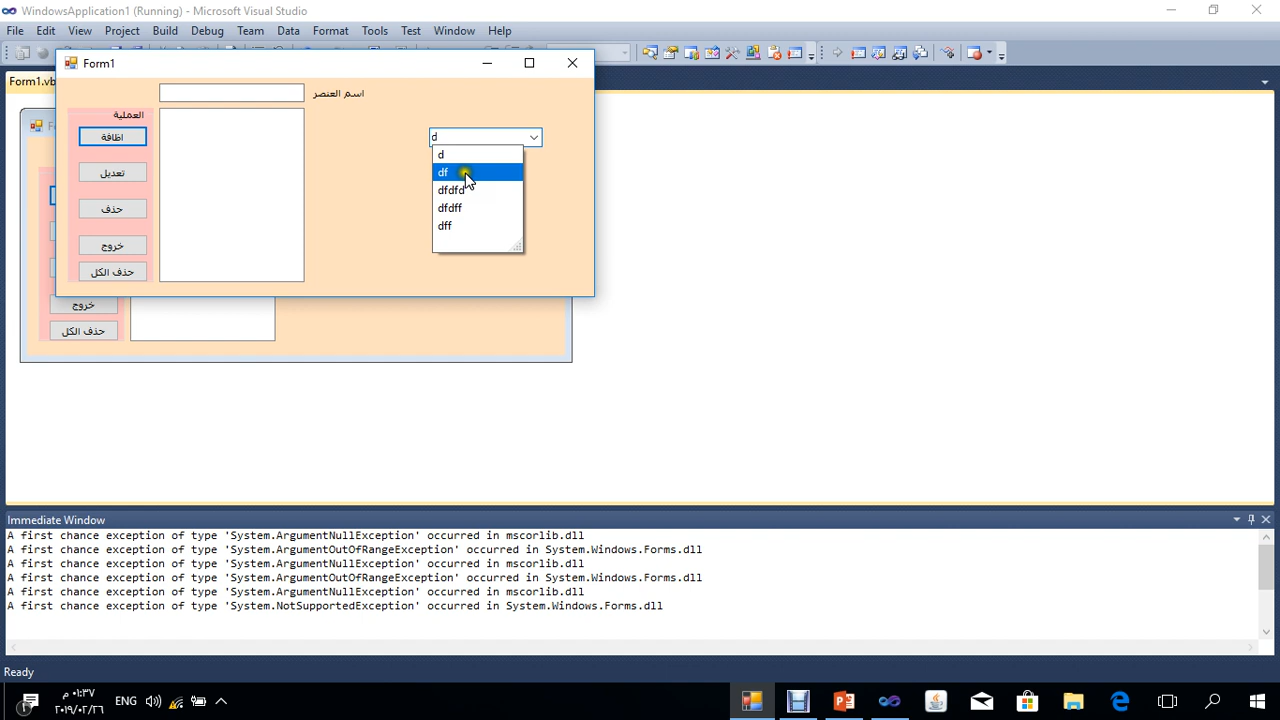 WindowsApplication1 (Running) - Microsoft Visual Studio
File Edit View Project Build Debug Team Data Format Tools Test Window Help
Form1.vb
Form1
اسم العنصر
العملية
اظافة
تعديل
حذف
خروج
حذف الكل
d
d
df
dfdfd
dfdff
dff
خروج
حذف الكل
Immediate Window
A first chance exception of type 'System.ArgumentNullException' occurred in mscorlib.dll
A first chance exception of type 'System.ArgumentOutOfRangeException' occurred in System.Windows.Forms.dll
A first chance exception of type 'System.ArgumentNullException' occurred in mscorlib.dll
A first chance exception of type 'System.ArgumentOutOfRangeException' occurred in System.Windows.Forms.dll
A first chance exception of type 'System.ArgumentNullException' occurred in mscorlib.dll
A first chance exception of type 'System.NotSupportedException' occurred in System.Windows.Forms.dll
Ready
ENG
٠١:٣٧ م
٢٠١٩/٠٢/٢٦